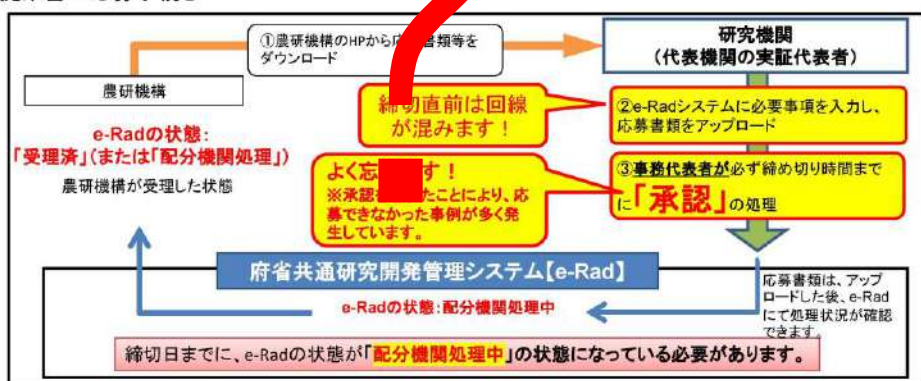 ①農研機構のHPから応 書類等を
ダウンロード
研究機関
(代表機関の実証代表者)
農研機構
締切直前は回線
が混みます！
②e-Radシステムに必要事項を入力し、
応募書類をアップロード
e-Radの状態：
「受理済」(または「配分機関処理」)
農研機構が受理した状態
よく忘 す！
※承認 たことにより、応
募できなかった事例が多く発
生しています。
③事務代表者が必ず締め切り時間まで
に「承認」の処理
府省共通研究開発管理システム【e-Rad】
e-Radの状態：配分機関処理中
応募書類は、アップ
ロードした後、e-Rad
にて処理状況が確認
できます。
締切日までに、e-Radの状態が「配分機関処理中」の状態になっている必要があります。